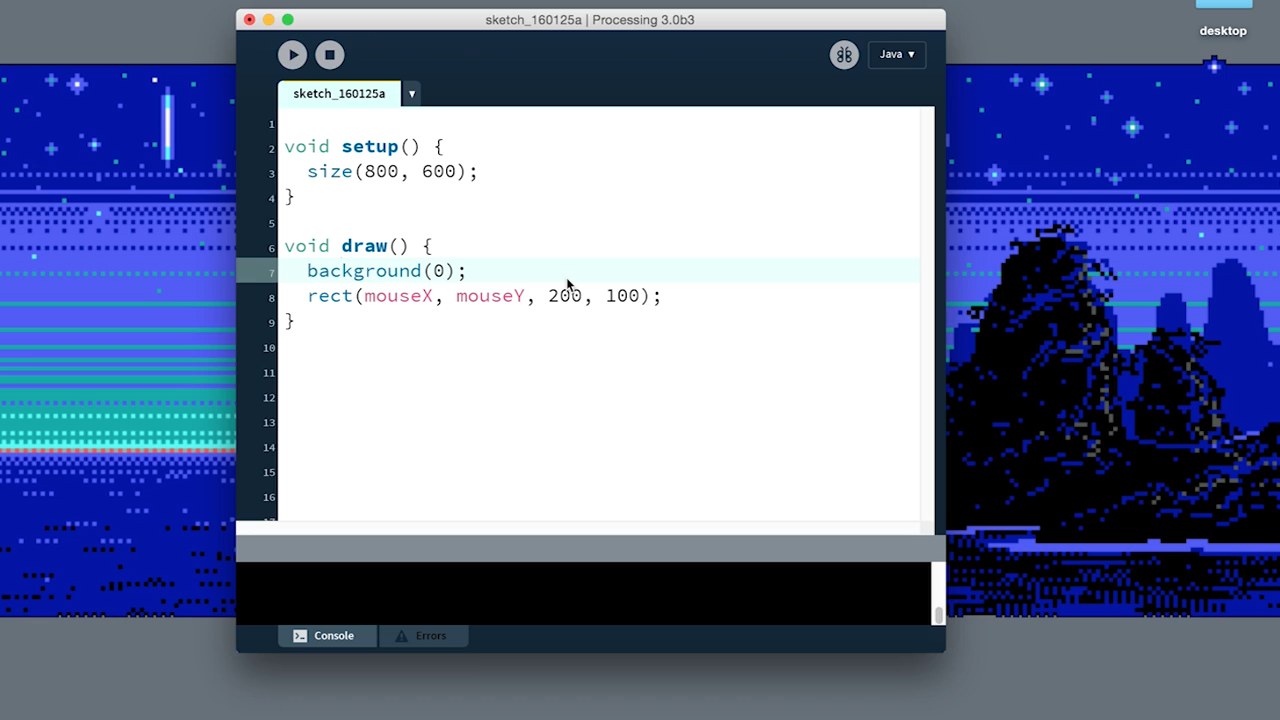 sketch_160125a | Processing 3.0b3
desktop
Java ▾
sketch_160125a ▾
1
2 void setup() {
3   size(800, 600);
4 }
5
6 void draw() {
7   background(0);
8   rect(mouseX, mouseY, 200, 100);
9 }
10
11
12
13
14
15
16
Console Errors